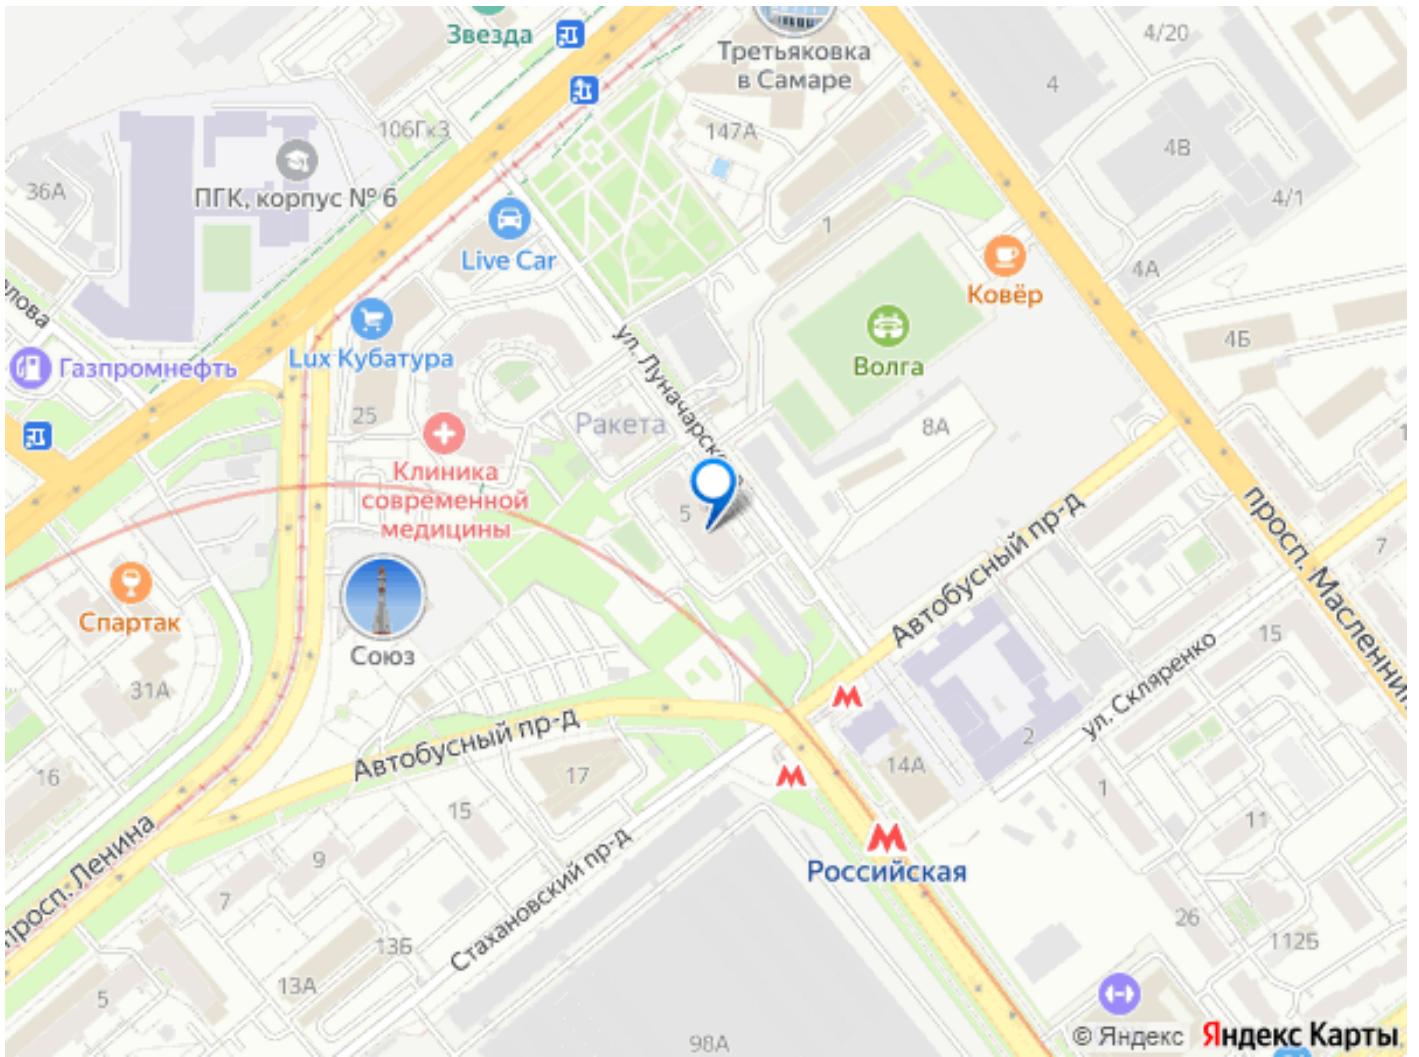 Звезда
Третьяковка
в Самаре
4/20
4
106Гк3
147А
4В
36А
ПГК, корпус № 6
4/1
1
Live Car
4А
Ковёр
Lux Кубатура
ул. Луначарского
Волга
4Б
Газпромнефть
25
Ракета
8А
Клиника
современной
медицины
5
просп. Масленник
7
Автобусный пр-д
Спартак
Союз
15
ул. Скляренко
31А
2
Автобусный пр-д
14А
16
17
1
15
11
9
просп. Ленина
Российская
7
Стахановский пр-д
26
13Б
112Б
13А
5
98А
© Яндекс
Яндекс Карты